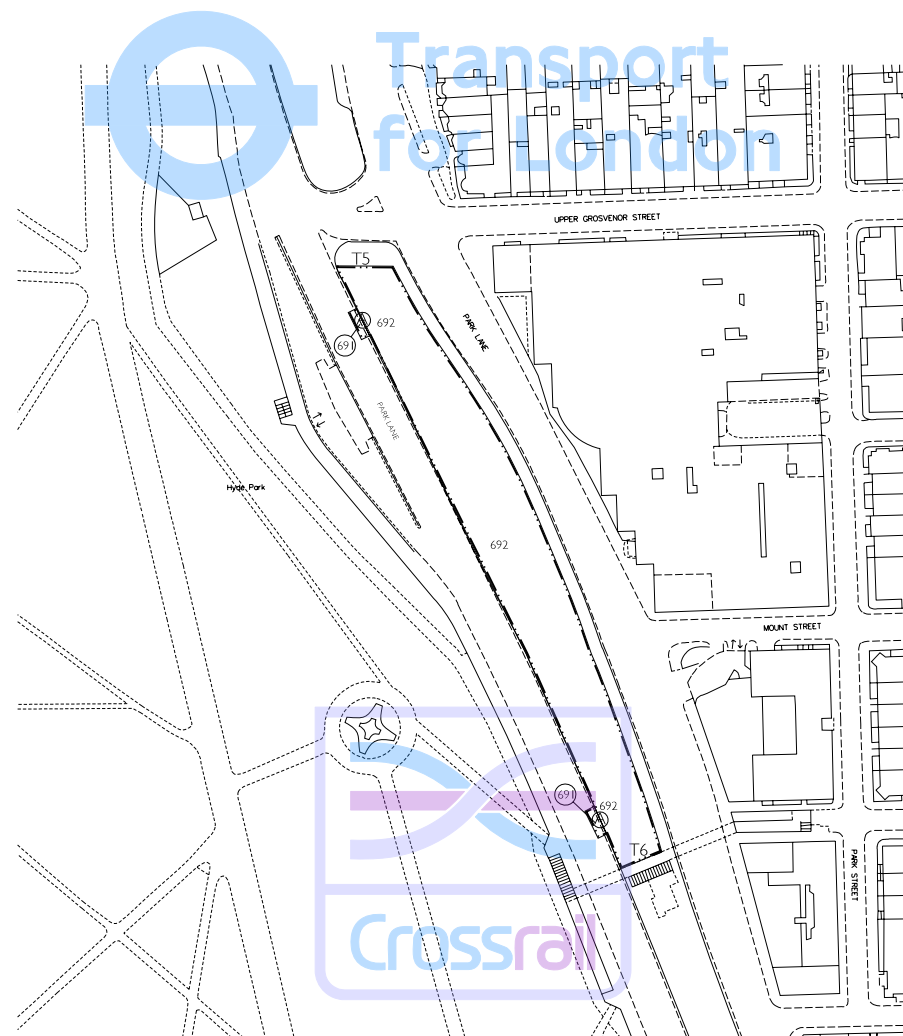 Transport
for London
UPPER GROSVENOR STREET
T5
692
691
PARK LANE
PARK LANE
Hyde Park
692
MOUNT STREET
691
692
T6
PARK STREET
Crossrail